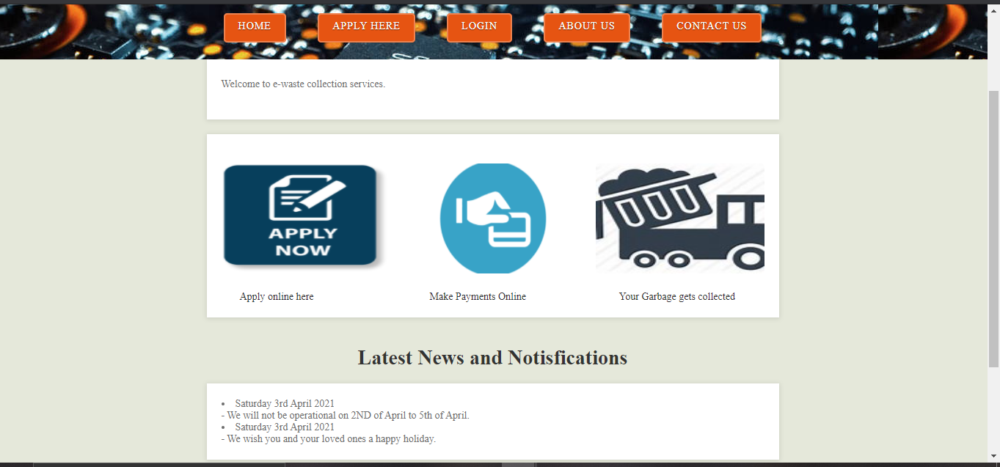 HOME APPLY HERE LOGIN ABOUT US CONTACT US
Welcome to e-waste collection services.
APPLY
NOW
Apply online here Make Payments Online Your Garbage gets collected
Latest News and Notisfications
• Saturday 3rd April 2021
- We will not be operational on 2ND of April to 5th of April.
• Saturday 3rd April 2021
- We wish you and your loved ones a happy holiday.